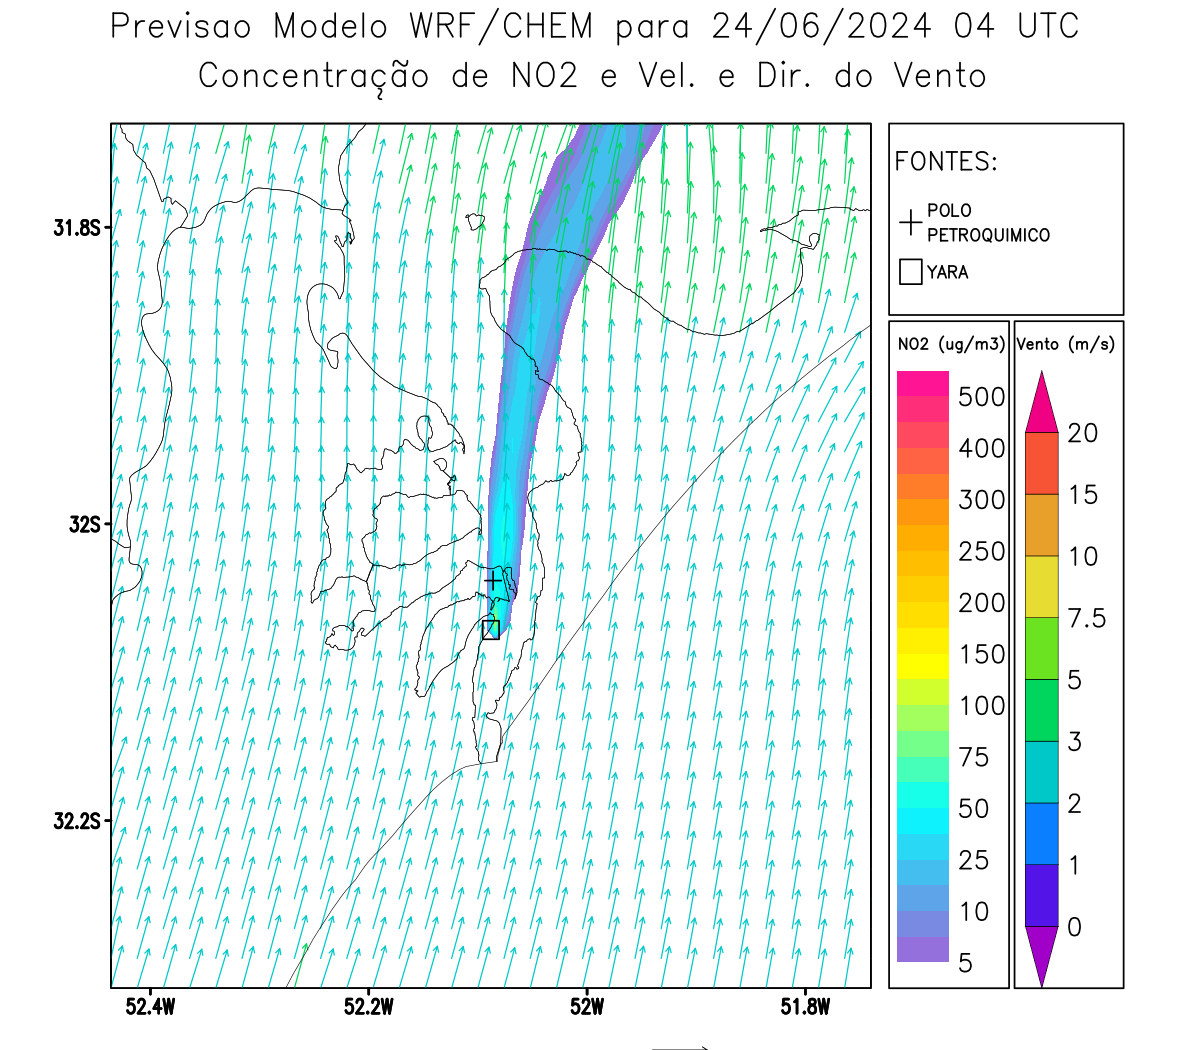 Previsao Modelo WRF/CHEM para 24/06/2024 04 UTC
Concentração de NO2 e Vel. e Dir. do Vento
FONTES:
POLO
PETROQUIMICO
YARA
NO2 (ug/m3)
500
400
300
250
200
150
100
75
50
25
10
5
Vento (m/s)
20
15
10
7.5
5
3
2
1
0
31.8S
32S
32.2S
52.4W
52.2W
52W
51.8W